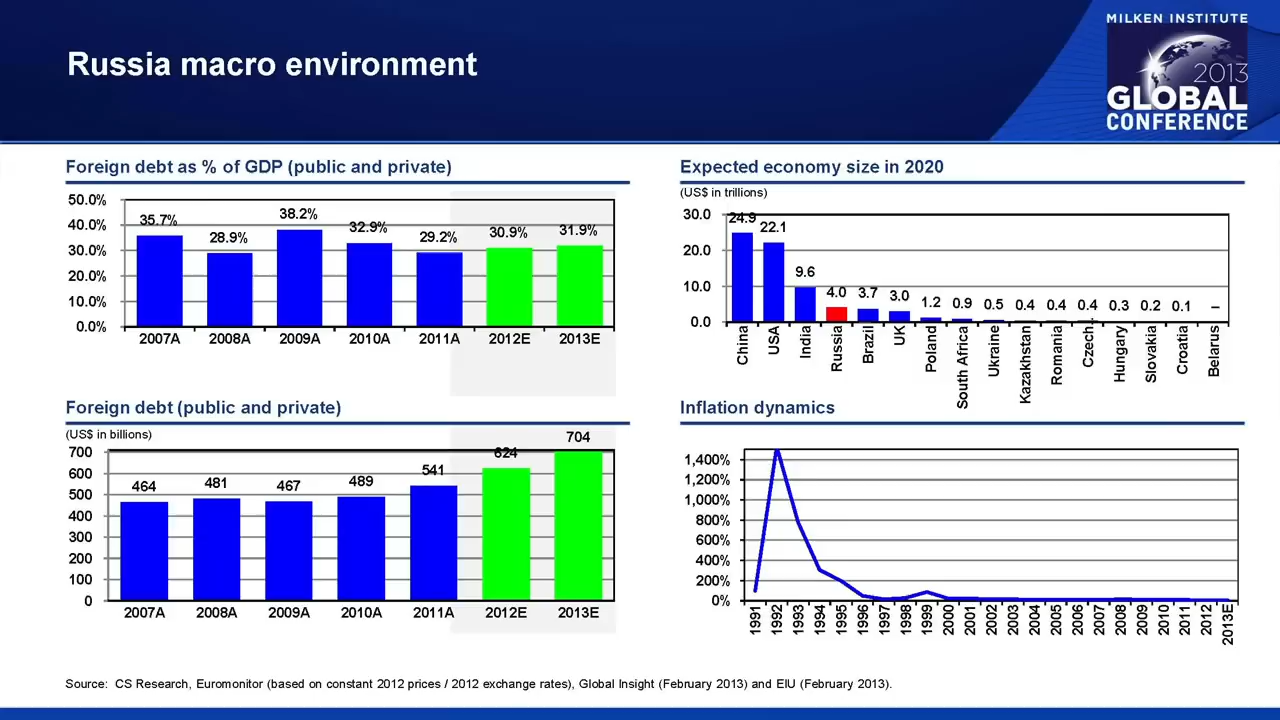 Russia macro environment
MILKEN INSTITUTE
2013
GLOBAL
CONFERENCE
Foreign debt as % of GDP (public and private)
50.0%
40.0%
30.0%
20.0%
10.0%
0.0%
35.7%
28.9%
38.2%
32.9%
29.2%
30.9%
31.9%
2007A 2008A 2009A 2010A 2011A 2012E 2013E
Expected economy size in 2020
(US$ in trillions)
30.0
20.0
10.0
0.0
24.9 22.1 9.6 4.0 3.7 3.0 1.2 0.9 0.5 0.4 0.4 0.4 0.3 0.2 0.1 –
China
USA
India
Russia
Brazil
UK
Poland
South Africa
Ukraine
Kazakhstan
Romania
Czech.
Hungary
Slovakia
Croatia
Belarus
Foreign debt (public and private)
(US$ in billions)
700
600
500
400
300
200
100
0
464 481 467 489 541 624 704
2007A 2008A 2009A 2010A 2011A 2012E 2013E
Inflation dynamics
1,400%
1,200%
1,000%
800%
600%
400%
200%
0%
1991
1992
1993
1994
1995
1996
1997
1998
1999
2000
2001
2002
2003
2004
2005
2006
2007
2008
2009
2010
2011
2012
2013E
Source: CS Research, Euromonitor (based on constant 2012 prices / 2012 exchange rates), Global Insight (February 2013) and EIU (February 2013).